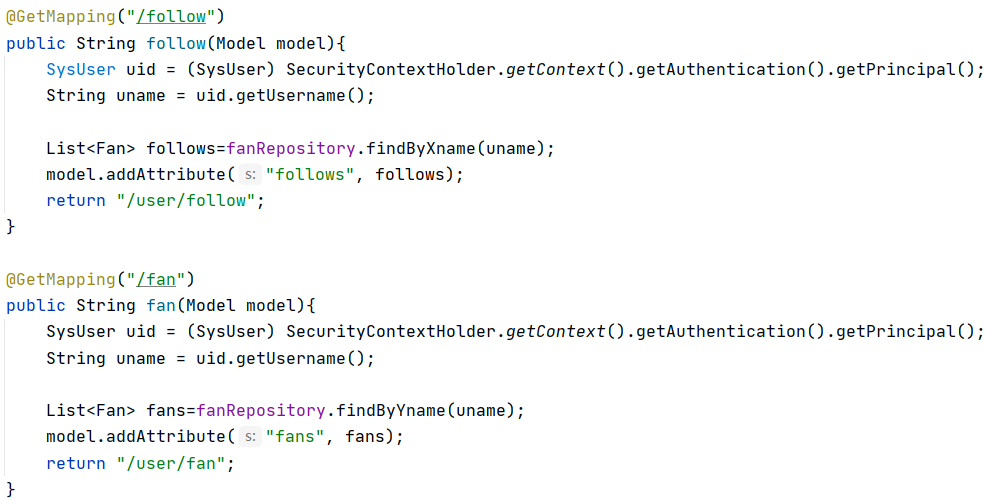 @GetMapping("/follow")
public String follow(Model model){
    SysUser uid = (SysUser) SecurityContextHolder.getContext().getAuthentication().getPrincipal();
    String uname = uid.getUsername();

    List<Fan> follows=fanRepository.findByXname(uname);
    model.addAttribute( s: "follows", follows);
    return "/user/follow";
}

@GetMapping("/fan")
public String fan(Model model){
    SysUser uid = (SysUser) SecurityContextHolder.getContext().getAuthentication().getPrincipal();
    String uname = uid.getUsername();

    List<Fan> fans=fanRepository.findByYname(uname);
    model.addAttribute( s: "fans", fans);
    return "/user/fan";
}